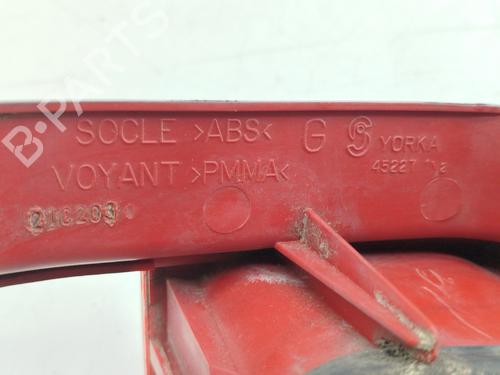 SOCLE >ABS< G YORKA
VOYANT >PMMA< 45227
21C203
B-PARTS